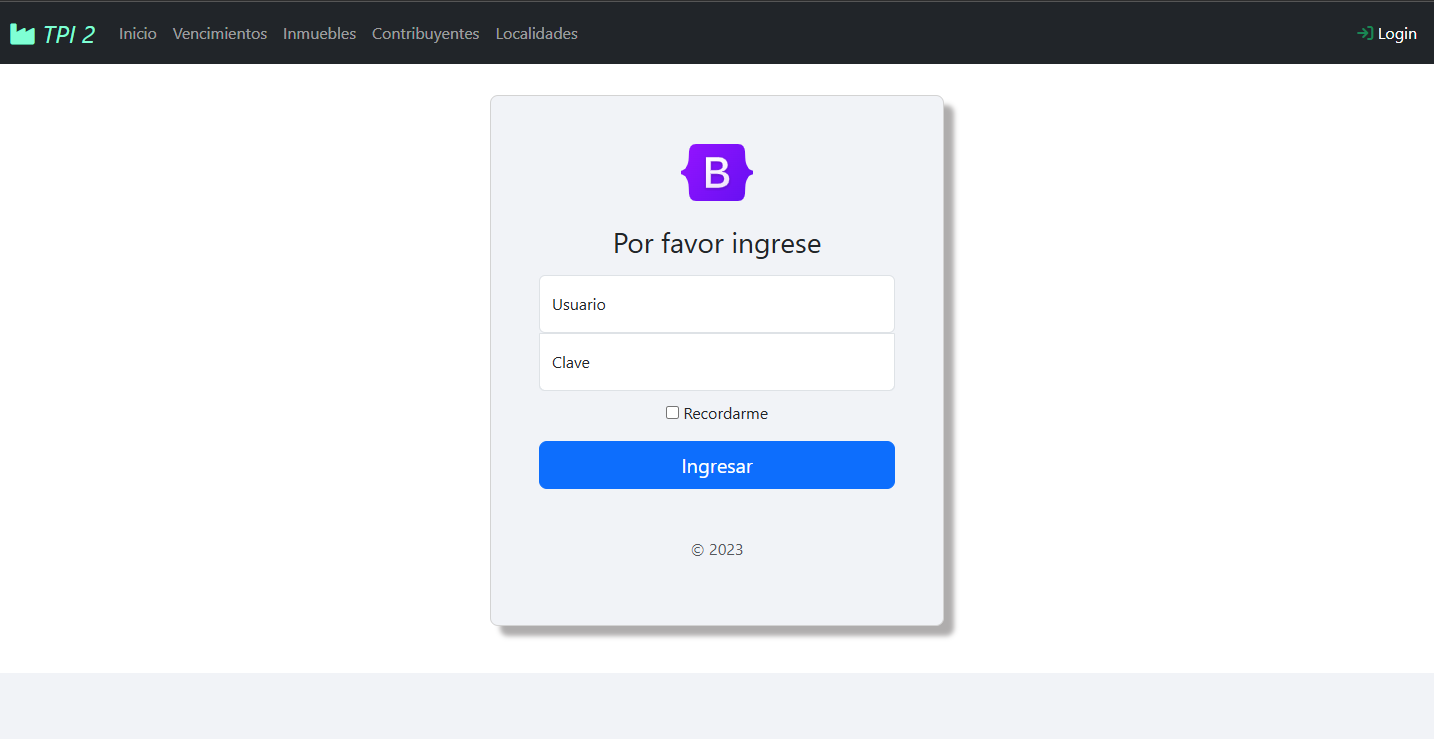 TPI 2 Inicio Vencimientos Inmuebles Contribuyentes Localidades Login
B
Por favor ingrese
Usuario
Clave
Recordarme
Ingresar
© 2023